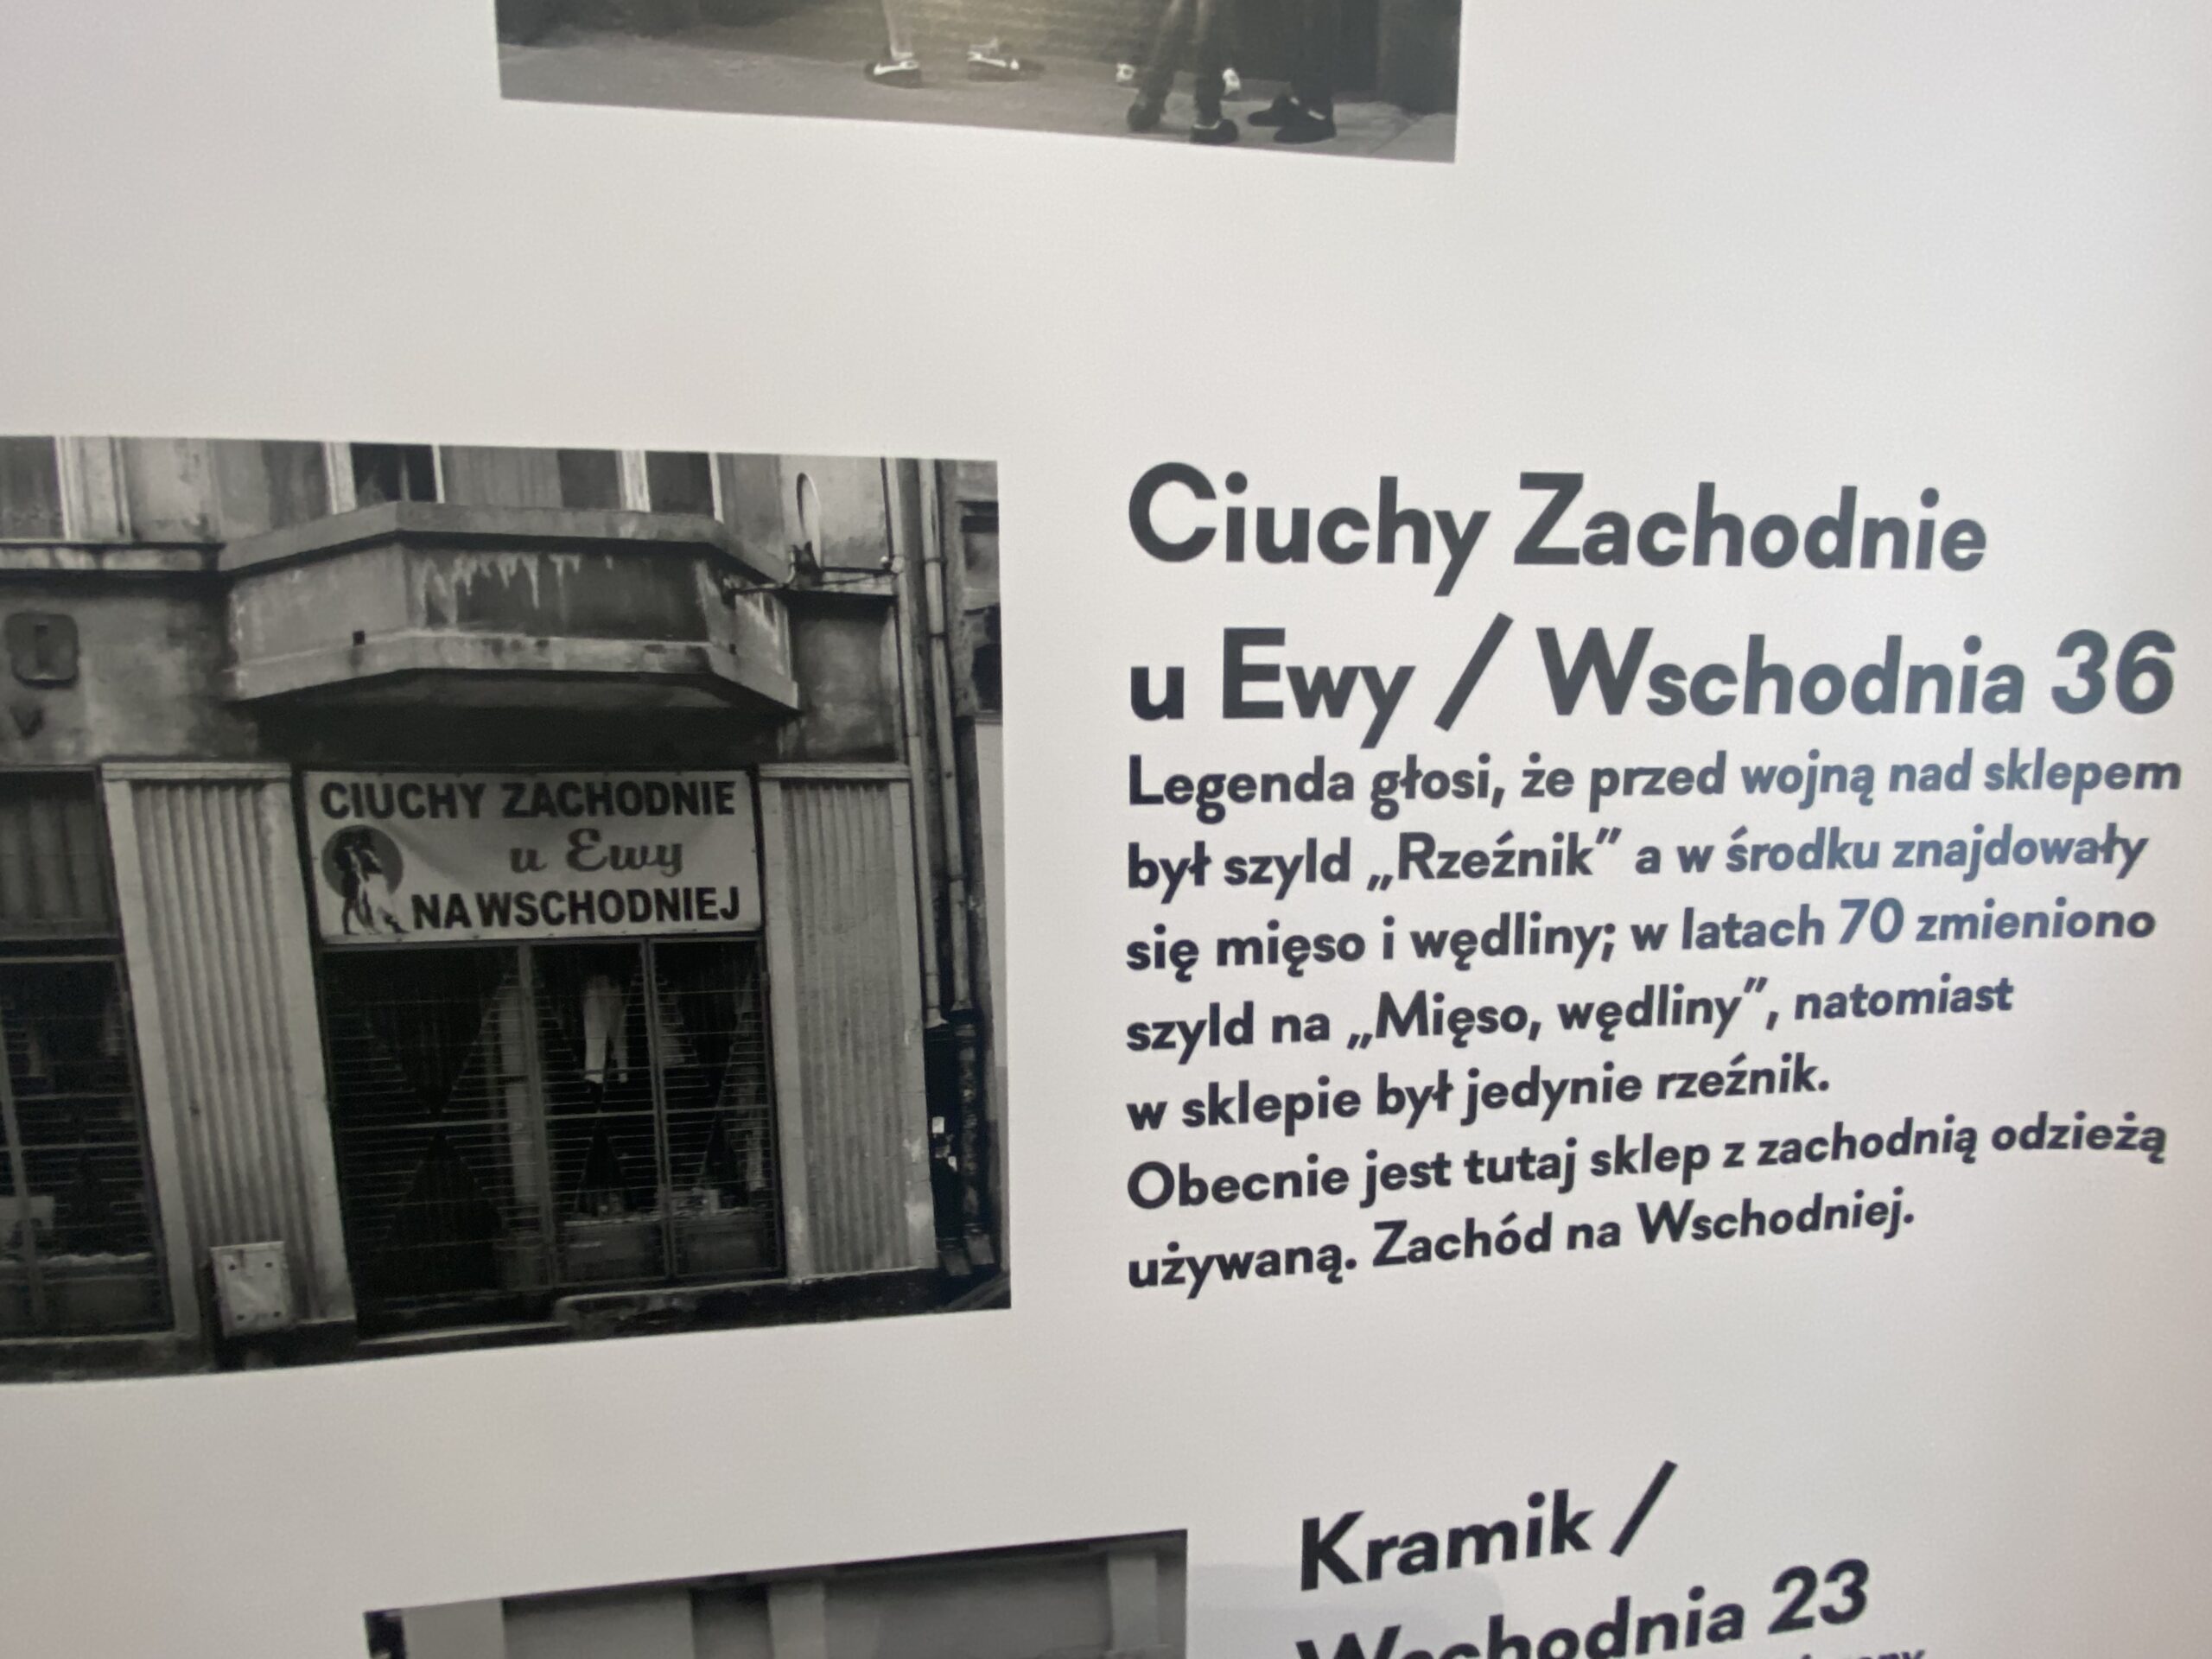 CIUCHY ZACHODNIE
u Ewy
NA WSCHODNIEJ
Ciuchy Zachodnie
u Ewy / Wschodnia 36
Legenda głosi, że przed wojną nad sklepem
był szyld „Rzeźnik” a w środku znajdowały
się mięso i wędliny; w latach 70 zmieniono
szyld na „Mięso, wędliny”, natomiast
w sklepie był jedynie rzeźnik.
Obecnie jest tutaj sklep z zachodnią odzieżą
używaną. Zachód na Wschodniej.
Kramik /
Wschodnia 23